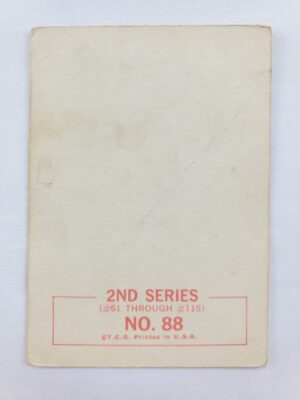 2ND SERIES
(#61 THROUGH #115)
NO. 88
©T.C.G. Printed in U.S.A.